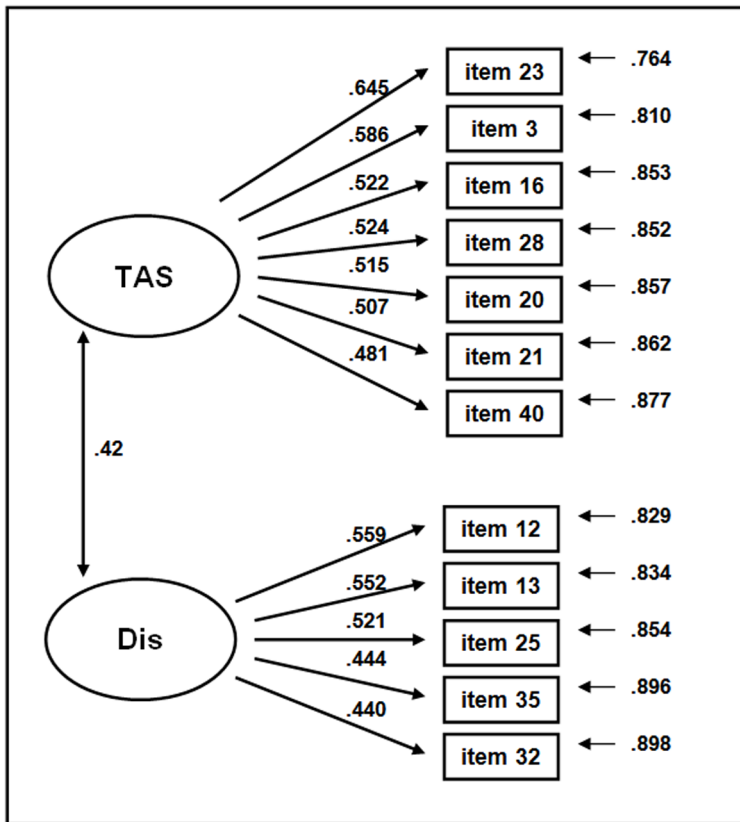 item 23
.764
.645
item 3
.810
.586
item 16
.853
.522
item 28
.852
.524
TAS
item 20
.857
.515
item 21
.862
.507
item 40
.877
.481
.42
item 12
.829
.559
item 13
.834
.552
Dis
item 25
.854
.521
item 35
.896
.444
item 32
.898
.440